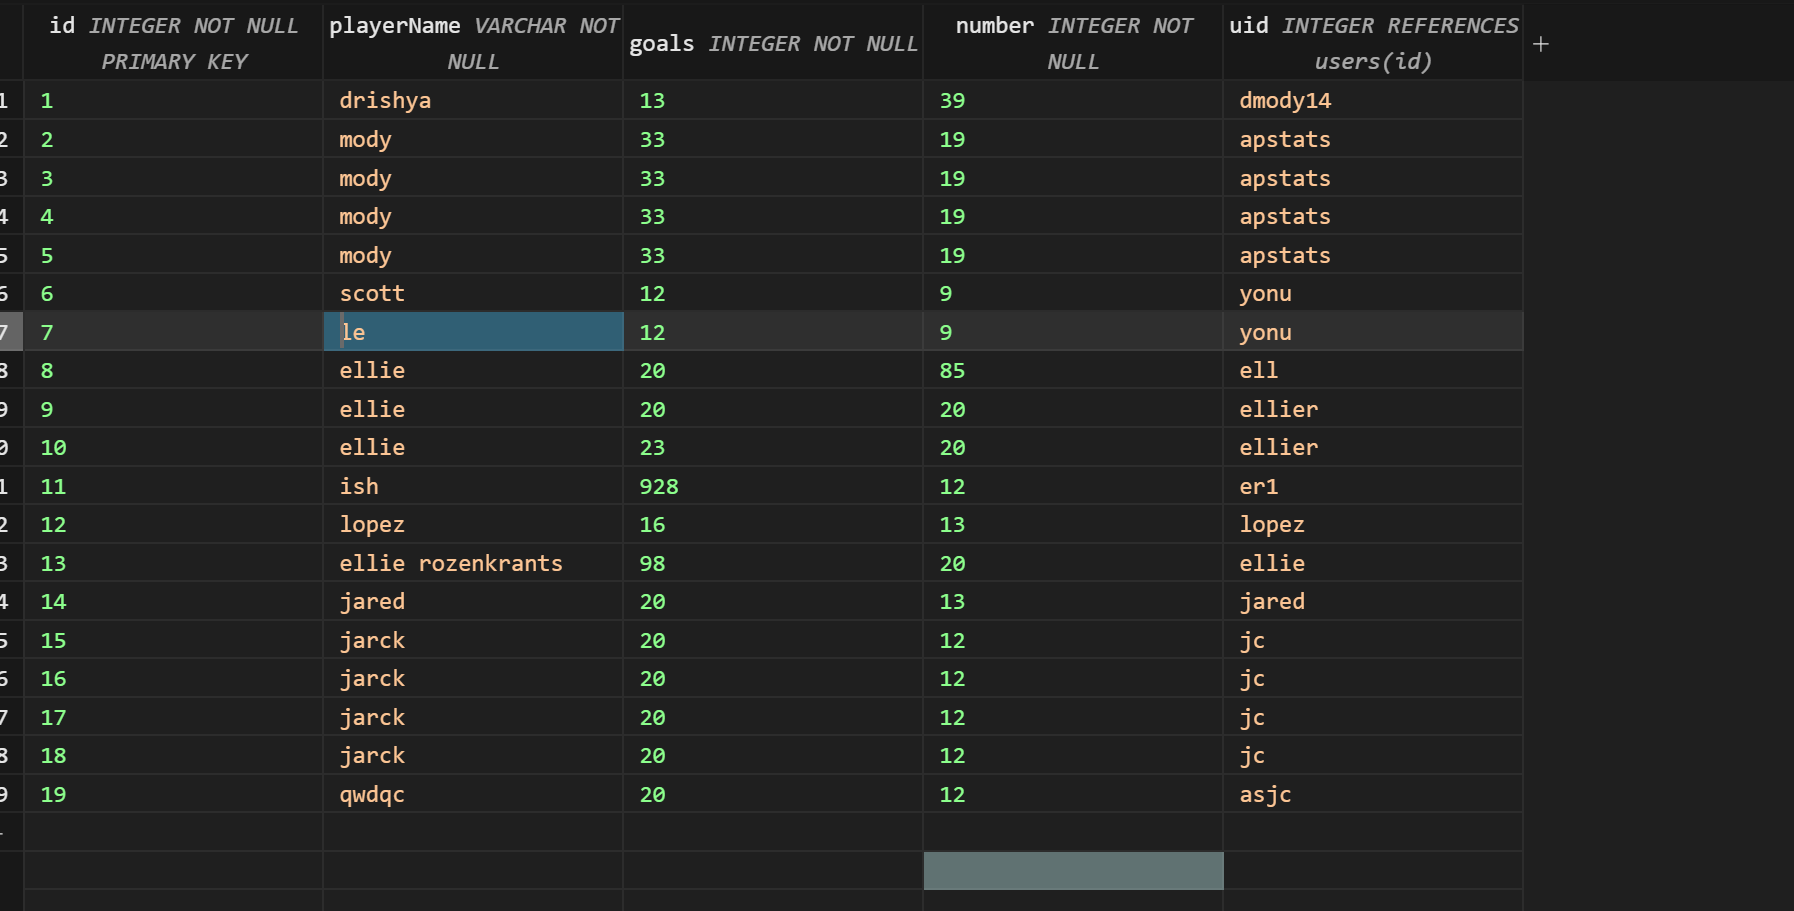 id INTEGER NOT NULL PRIMARY KEY playerName VARCHAR NOT NULL goals INTEGER NOT NULL number INTEGER NOT NULL uid INTEGER REFERENCES users(id) +
1 1 drishya 13 39 dmody14
2 2 mody 33 19 apstats
3 3 mody 33 19 apstats
4 4 mody 33 19 apstats
5 5 mody 33 19 apstats
6 6 scott 12 9 yonu
7 7 le 12 9 yonu
8 8 ellie 20 85 ell
9 9 ellie 20 20 ellier
0 10 ellie 23 20 ellier
1 11 ish 928 12 er1
2 12 lopez 16 13 lopez
3 13 ellie rozenkrants 98 20 ellie
4 14 jared 20 13 jared
5 15 jarck 20 12 jc
6 16 jarck 20 12 jc
7 17 jarck 20 12 jc
8 18 jarck 20 12 jc
9 19 qwdqc 20 12 asjc